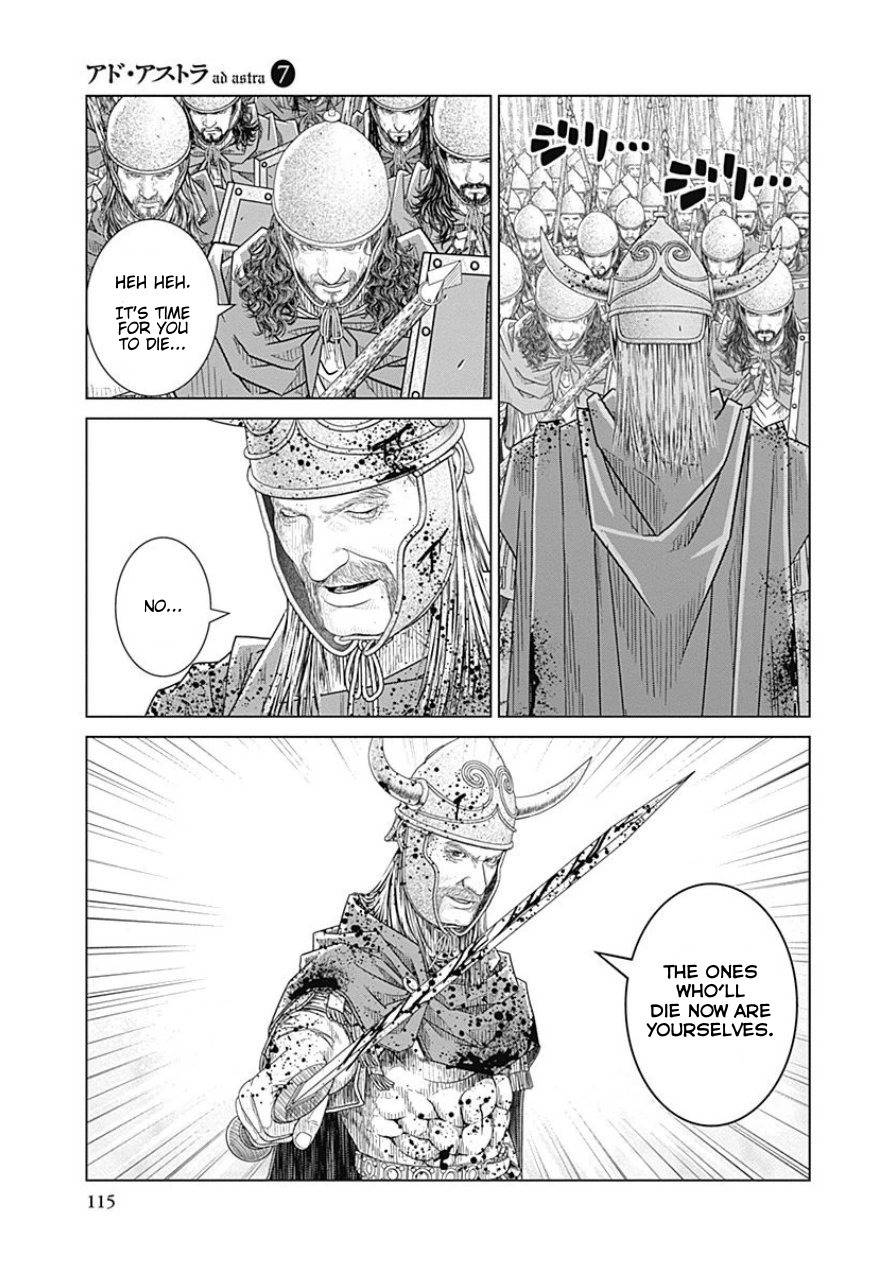 アド・アストラ ad astra 7
ジリ…
ジリ…
HEH HEH.
IT'S TIME
FOR YOU
TO DIE...
NO...
THE ONES
WHO'LL
DIE NOW ARE
YOURSELVES.
115